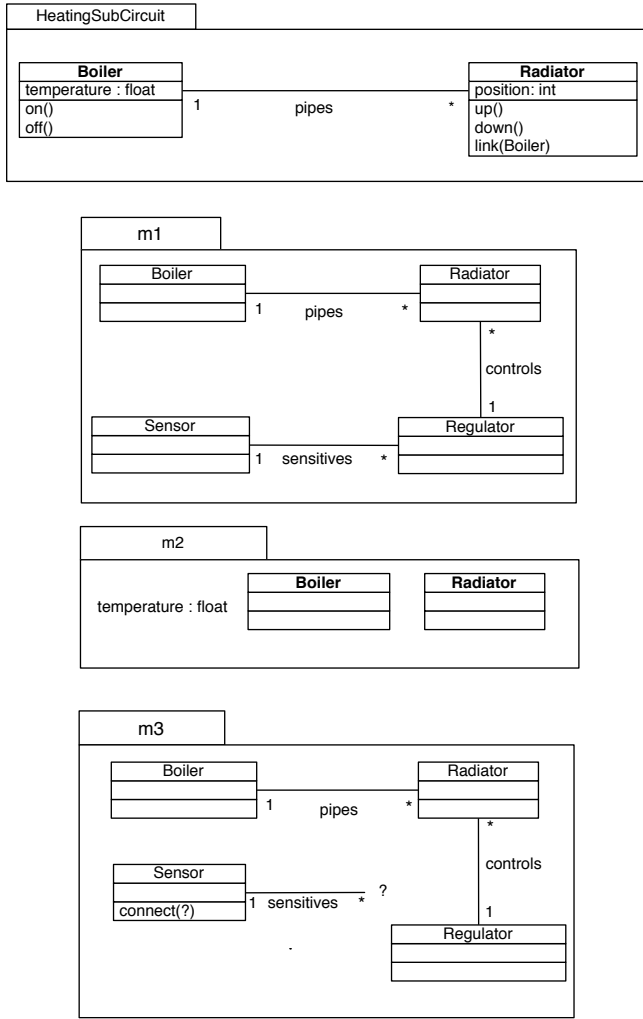 HeatingSubCircuit
Boiler
temperature : float
on()
off()
1
pipes
*
Radiator
position: int
up()
down()
link(Boiler)
m1
Boiler
1
pipes
*
Radiator
*
controls
1
Sensor
1
sensitives
*
Regulator
m2
temperature : float
Boiler
Radiator
m3
Boiler
1
pipes
*
Radiator
*
controls
1
Sensor
connect(?)
1
sensitives
*
?
Regulator